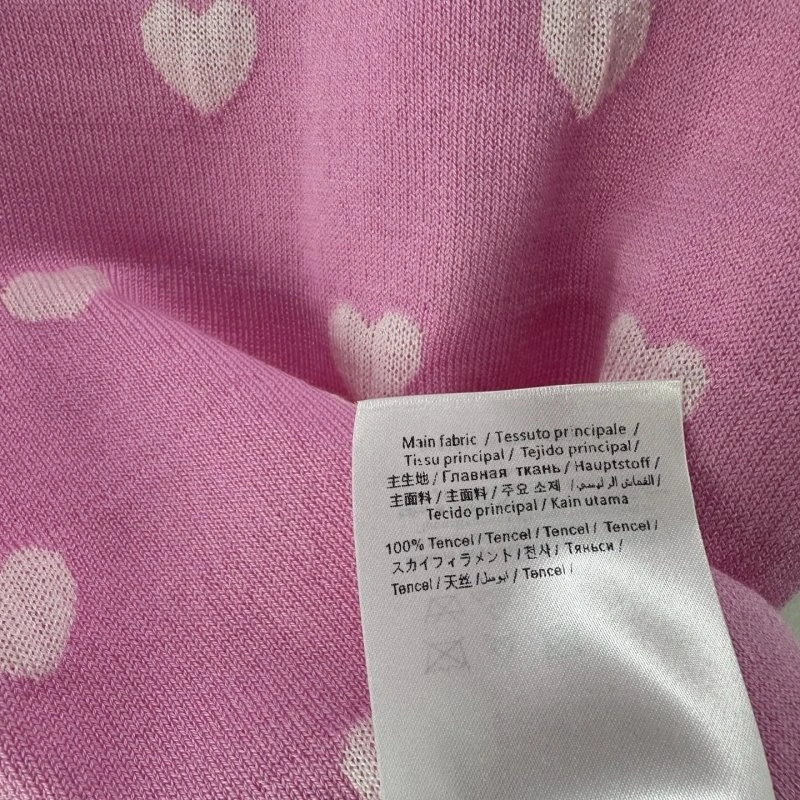 Main fabric / Tessuto principale /
Tissu principal / Tejido principal /
主生地 / Главная ткань / Hauptstoff /
主面料 / 主面料 / 주요 소재 / القماش الرئيسي /
Tecido principal / Kain utama
100% Tencel / Tencel / Tencel / Tencel /
スカイフィラメント / 천사 / Тяньси /
Tencel / 天丝 / ابوسل / Tencel /